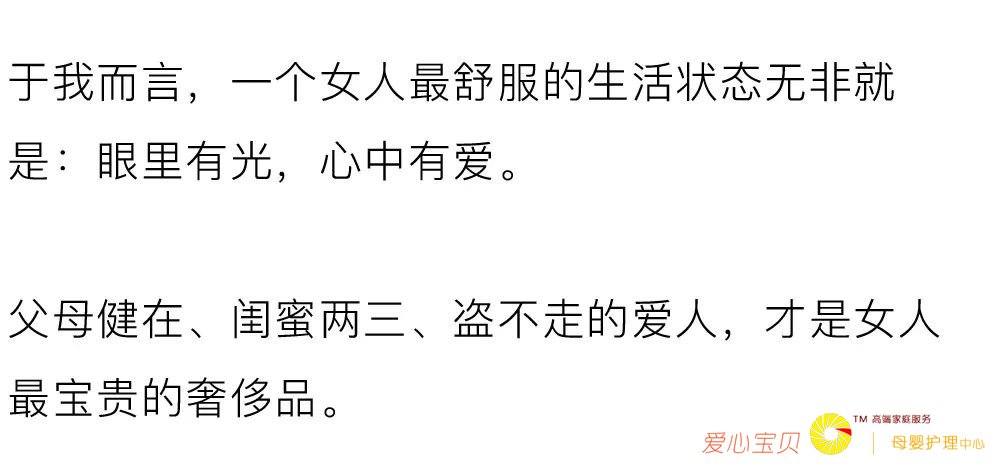 于我而言，一个女人最舒服的生活状态无非就
是：眼里有光，心中有爱。
父母健在、闺蜜两三、盗不走的爱人，才是女人
最宝贵的奢侈品。
爱心宝贝 TM 高端家庭服务
母婴护理中心